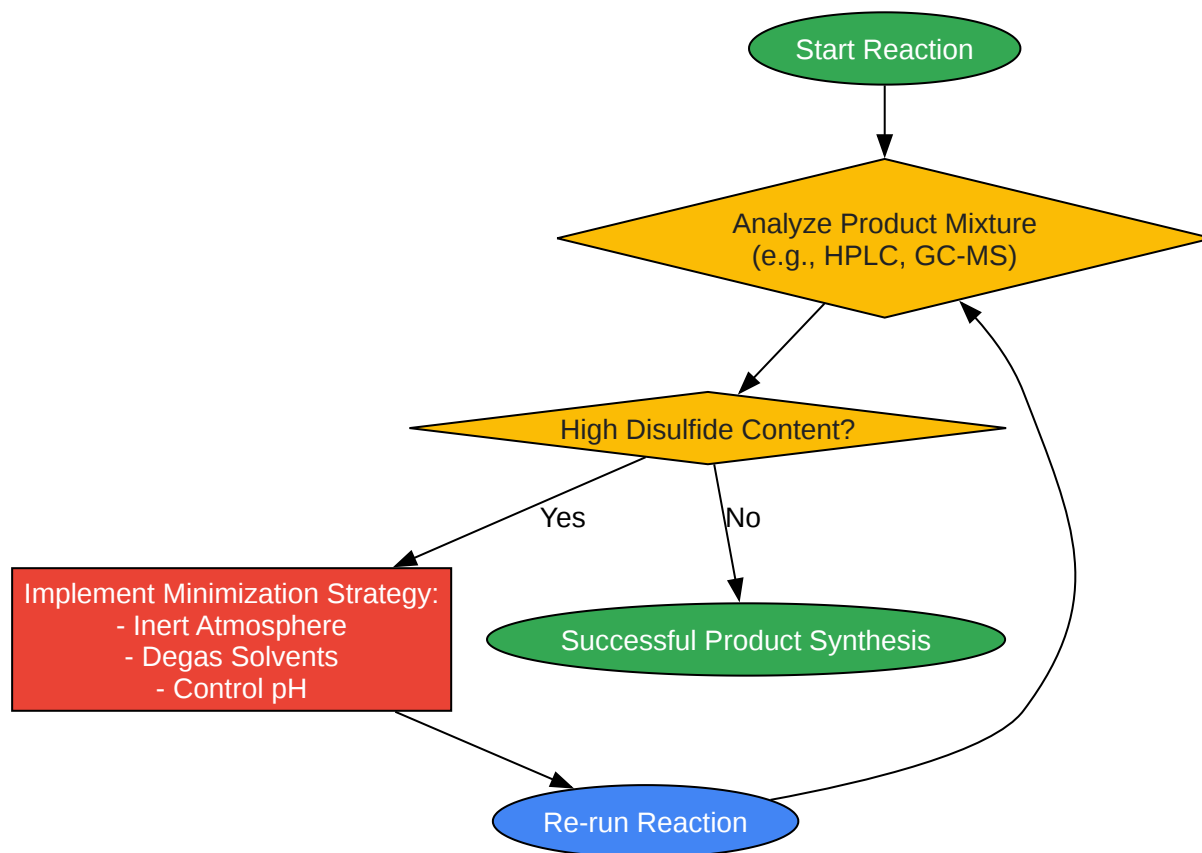 Start Reaction
Analyze Product Mixture
(e.g., HPLC, GC-MS)
High Disulfide Content?
Yes
No
Implement Minimization Strategy:
- Inert Atmosphere
- Degas Solvents
- Control pH
Successful Product Synthesis
Re-run Reaction